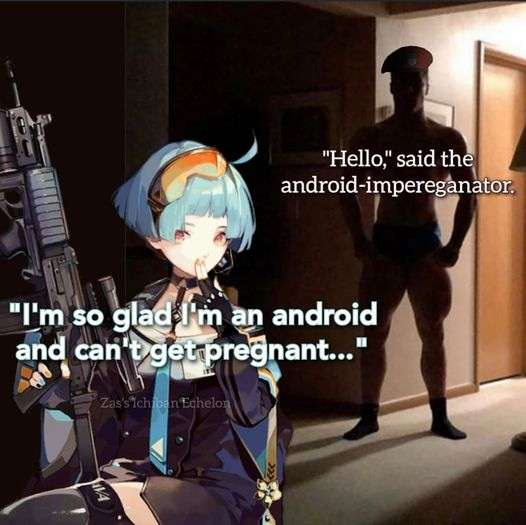 "Hello," said the
android-impereganator.
"I'm so glad I'm an android
and can't get pregnant..."
Zas's Ichiban Echelon